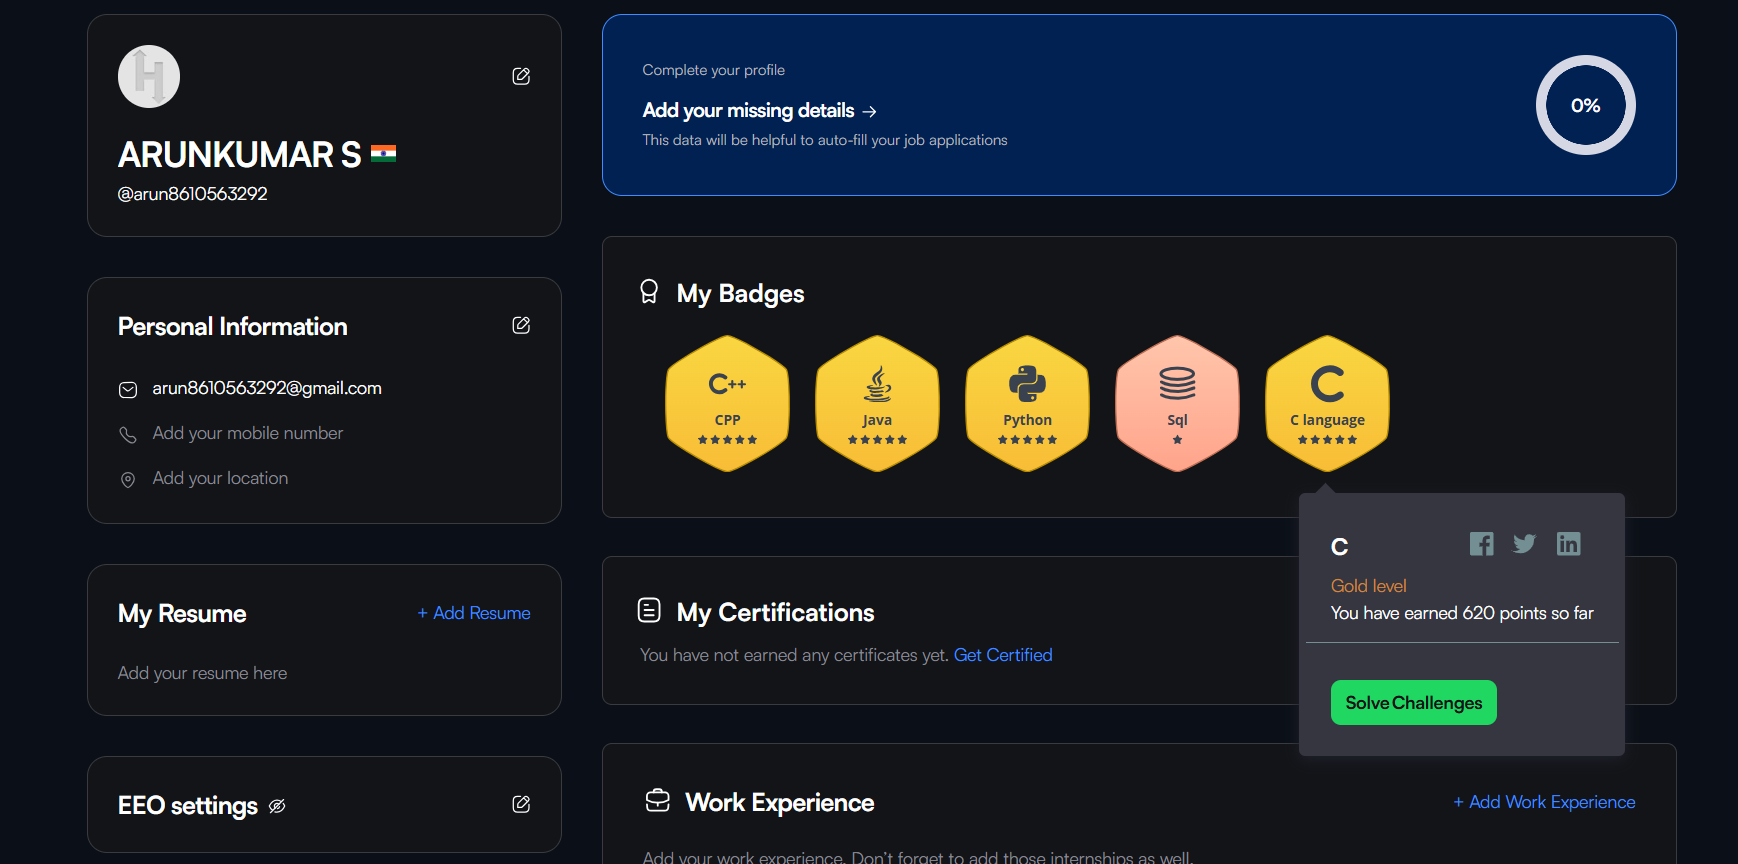 ARUNKUMAR S
@arun8610563292
Personal Information
arun8610563292@gmail.com
Add your mobile number
Add your location
My Resume
+ Add Resume
Add your resume here
EEO settings
Complete your profile
Add your missing details →
This data will be helpful to auto-fill your job applications
0%
My Badges
C++
CPP
Java
Python
Sql
C
C language
C
Gold level
You have earned 620 points so far
Solve Challenges
My Certifications
You have not earned any certificates yet. Get Certified
Work Experience
+ Add Work Experience
Add your work experience. Don't forget to add those internships as well.